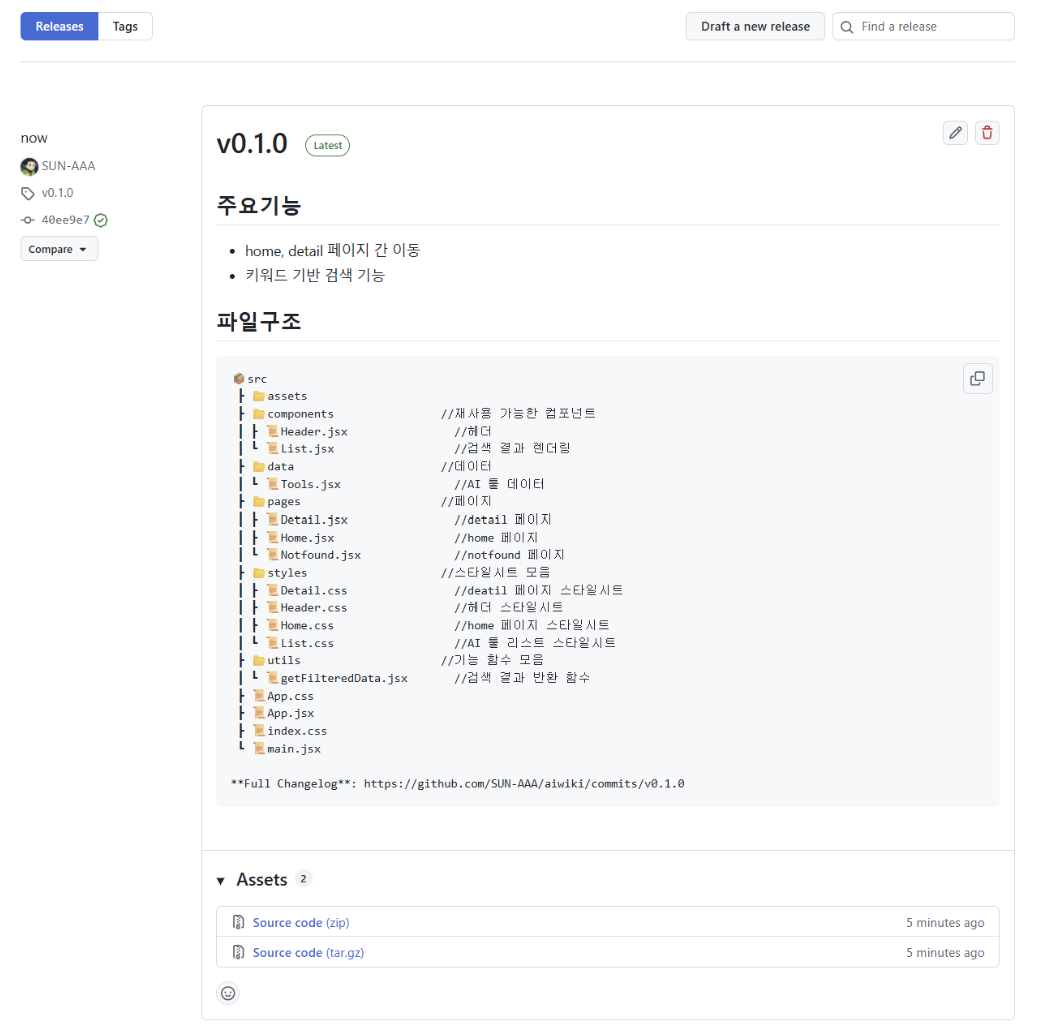 Releases
Tags
Draft a new release
Find a release
now
SUN-AAA
v0.1.0
40ee9e7
Compare
v0.1.0
Latest
주요기능
home, detail 페이지 간 이동
키워드 기반 검색 기능
파일구조
src
assets
components //재사용 가능한 컴포넌트
Header.jsx //헤더
List.jsx //검색 결과 렌더링
data //데이터
Tools.jsx //AI 툴 데이터
pages //페이지
Detail.jsx //detail 페이지
Home.jsx //home 페이지
Notfound.jsx //notfound 페이지
styles //스타일시트 모음
Detail.css //deatil 페이지 스타일시트
Header.css //헤더 스타일시트
Home.css //home 페이지 스타일시트
List.css //AI 툴 리스트 스타일시트
utils //기능 함수 모음
getFilteredData.jsx //검색 결과 반환 함수
App.css
App.jsx
index.css
main.jsx
**Full Changelog**: https://github.com/SUN-AAA/aiwiki/commits/v0.1.0
Assets 2
Source code (zip) 5 minutes ago
Source code (tar.gz) 5 minutes ago